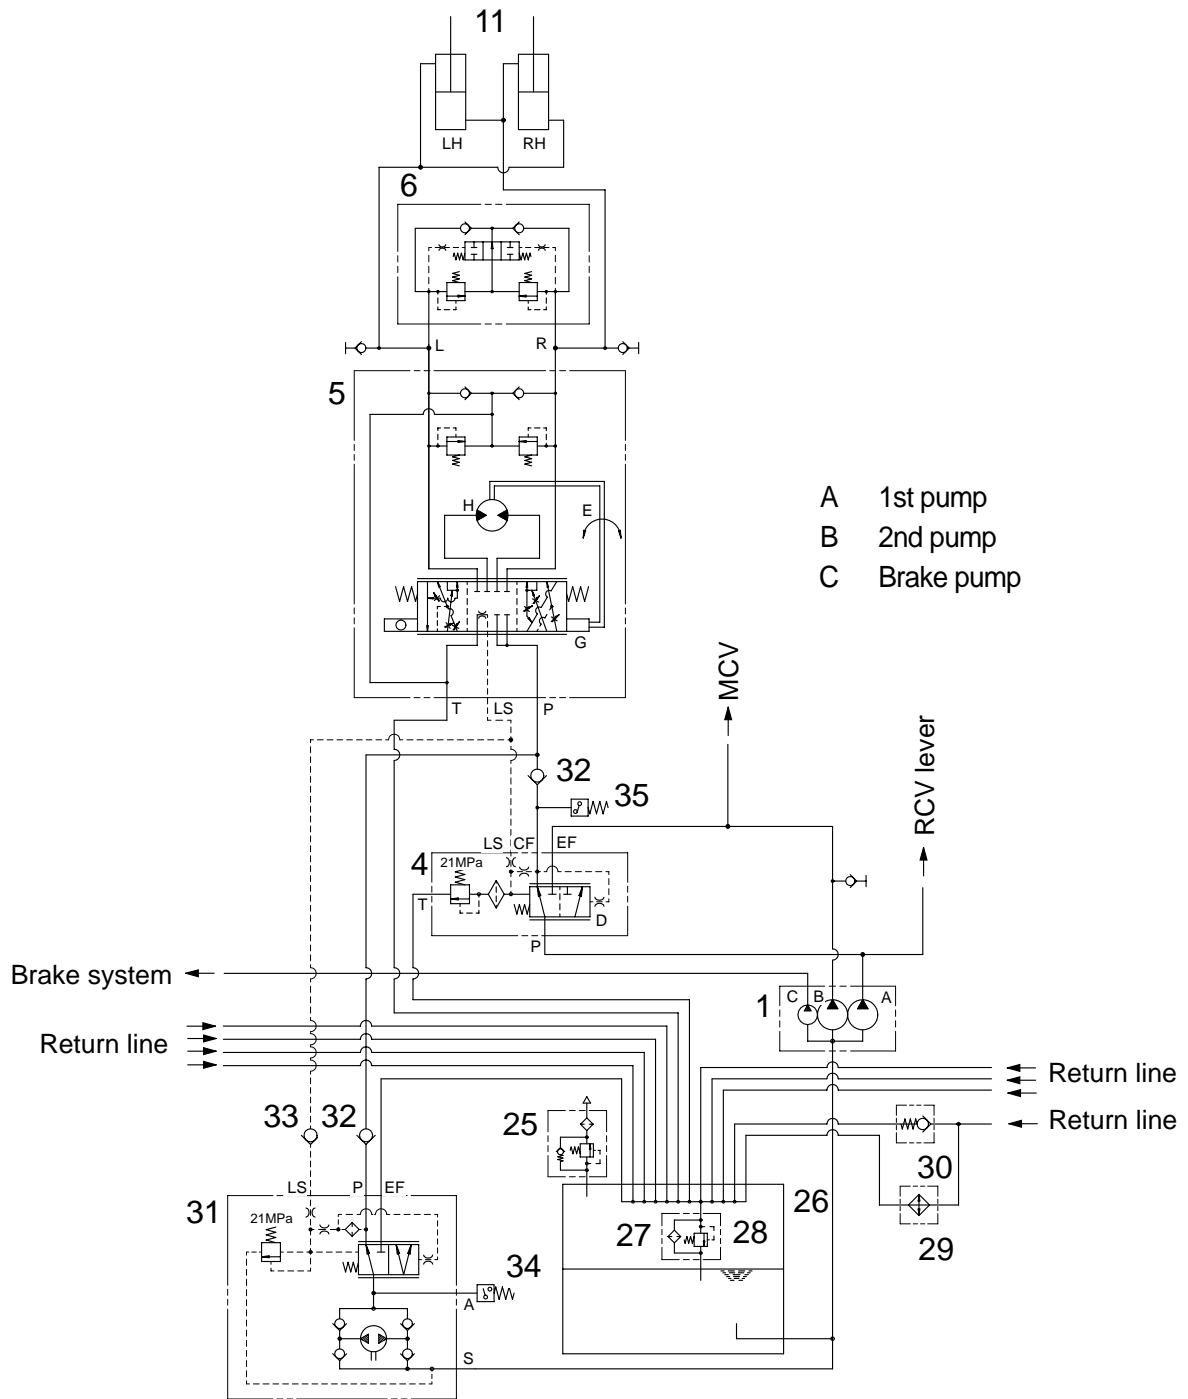 11
LH RH
6
L R
5
H E
G
A 1st pump
B 2nd pump
C Brake pump
T LS P
MCV
RCV lever
32
35
LS CF EF
4
21MPa
T
D
P
Brake system
1
C B A
Return line
Return line
Return line
33 32
25
30
26
29
27 28
LS P EF
31
21MPa
34
A
S